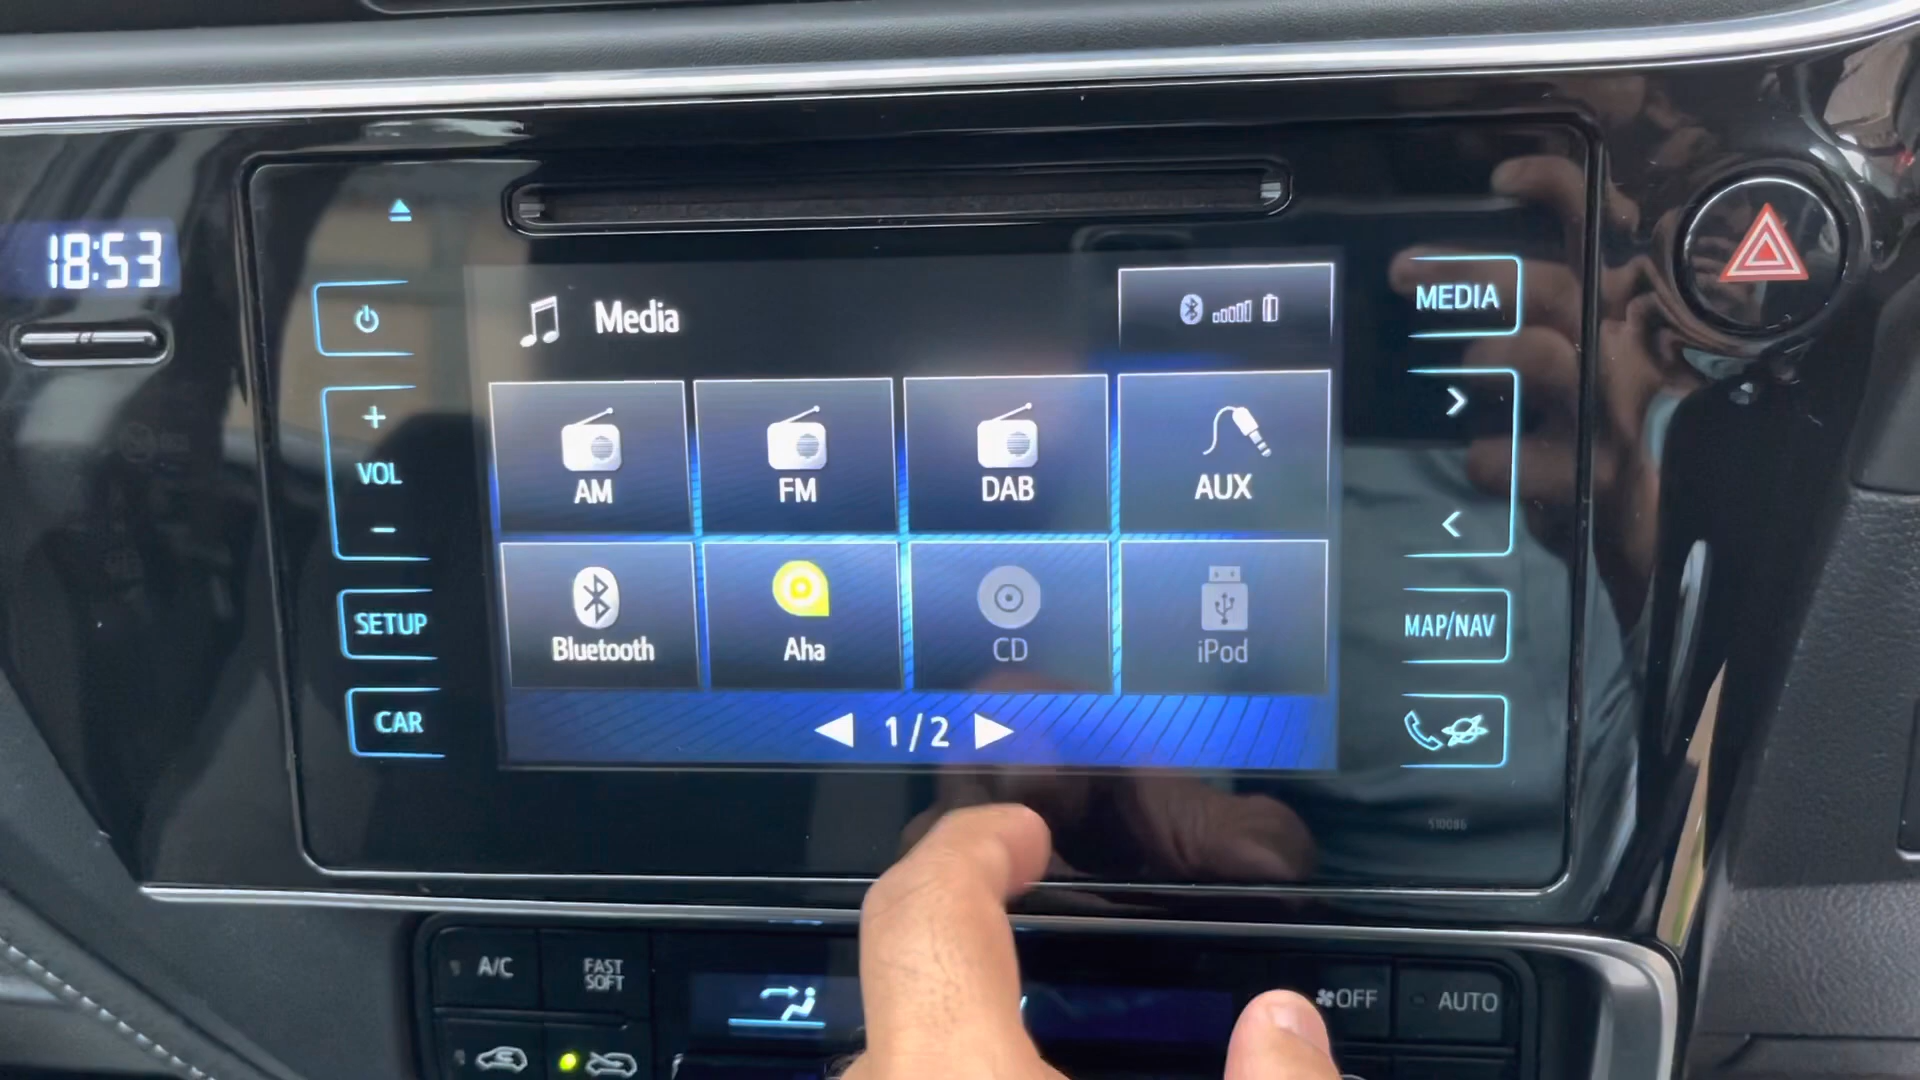 18:53
Media
MEDIA
AM
FM
DAB
AUX
+
VOL
-
Bluetooth
Aha
CD
iPod
SETUP
MAP/NAV
CAR
1/2
510086
A/C
FAST
SOFT
OFF
AUTO